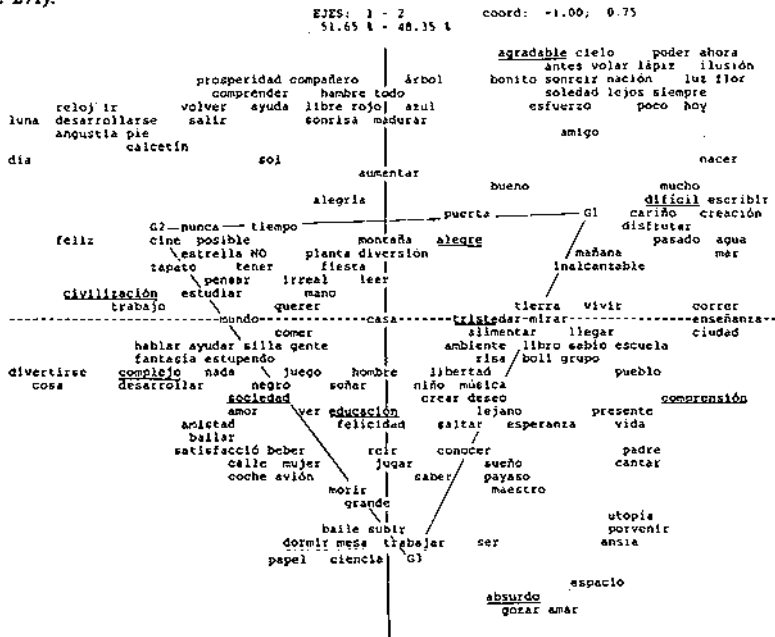 EJES: 1 - 2 coord: -1.00; 0.75
51.65 % - 48.35 %
agradable cielo poder ahora
antes volar lápiz ilusión
prosperidad compañero árbol bonito sonreir nación luz flor
comprender hambre todo soledad lejos siempre
reloj ir volver ayuda libre rojo azul esfuerzo poco hoy
luna desarrollarse salir sonrisa madurar
angustia pie amigo
calcetín
día sol nacer
aumentar
bueno mucho
alegría difícil escribir
puerta G1 cariño creación
G2 nunca tiempo disfrutar
feliz cine posible montaña alegre pasado agua
estrella NO planta diversión mañana mar
zapato tener fiesta inalcanzable
pensar irreal leer
civilización estudiar mano
trabajo querer tierra vivir correr
mundo casa tristedar-mirar enseñanza
comer alimentar llegar ciudad
hablar ayudar silla gente ambiente libro sabio escuela
fantasía estupendo risa boli grupo
divertirse complejo nada juego hombre libertad pueblo
cosa desarrollar negro soñar niño música
sociedad crear deseo comprensión
amor ver educación lejano presente
amistad felicidad saltar esperanza vida
bailar
satisfacció beber reir conocer padre
calle mujer jugar sueño cantar
coche avión saber payaso
morir maestro
grande
utopía
baile subir porvenir
dormir mesa trabajar ser ansia
papel ciencia G3
espacio
absurdo
gozar amar